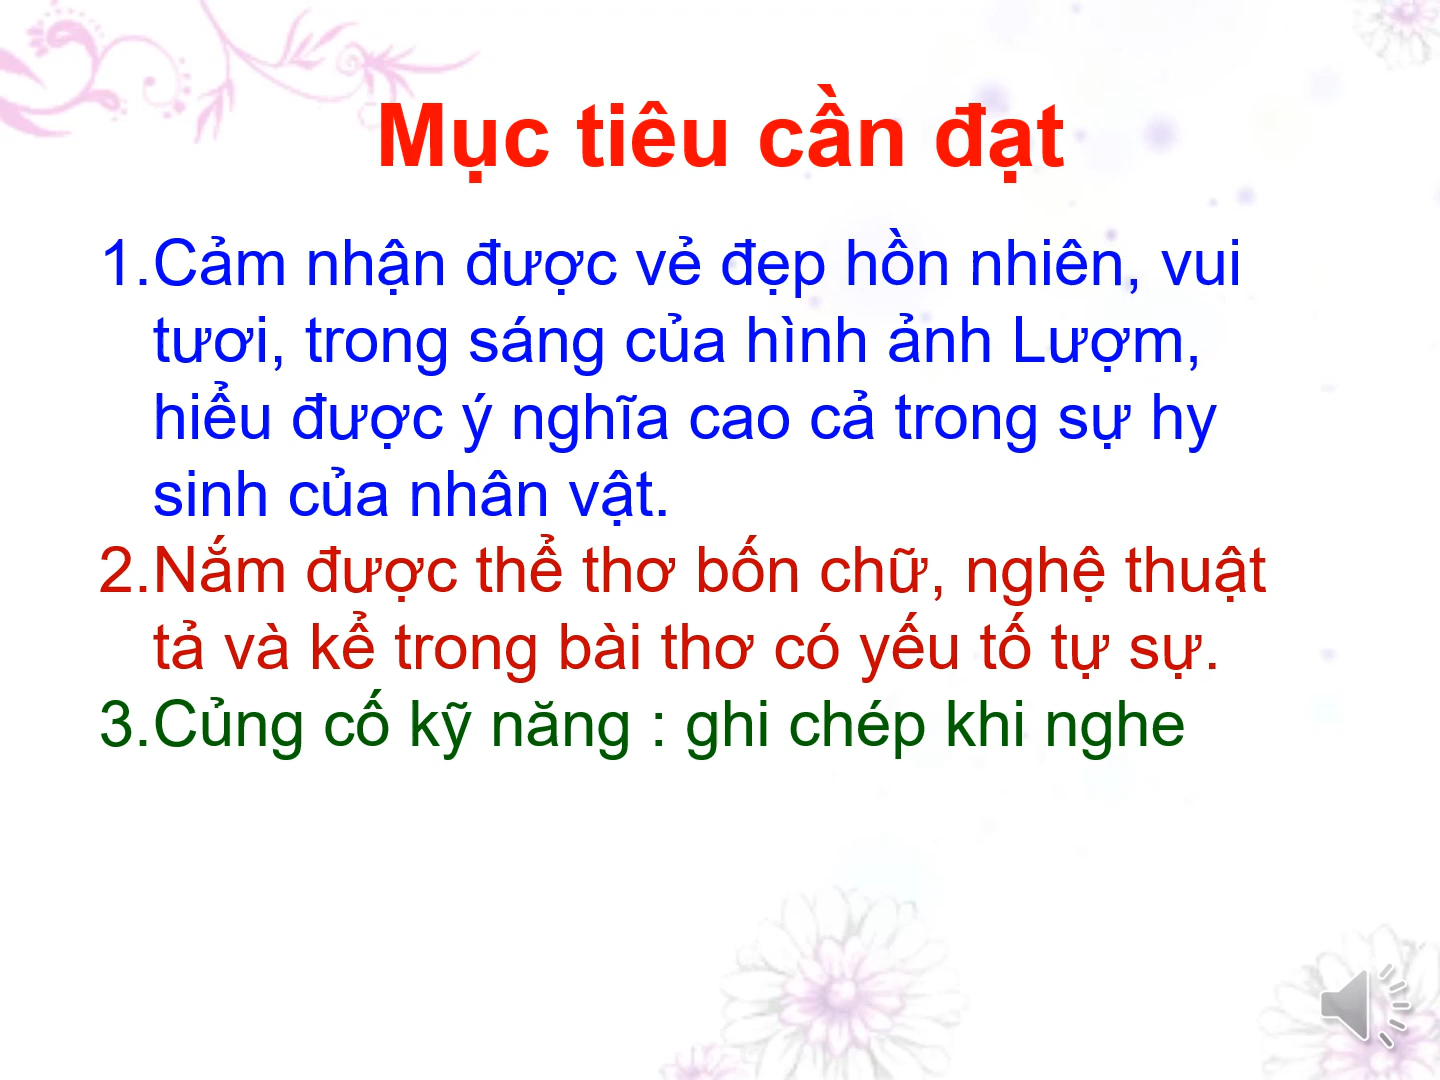 Mục tiêu cần đạt
1.Cảm nhận được vẻ đẹp hồn nhiên, vui
tươi, trong sáng của hình ảnh Lượm,
hiểu được ý nghĩa cao cả trong sự hy
sinh của nhân vật.
2.Nắm được thể thơ bốn chữ, nghệ thuật
tả và kể trong bài thơ có yếu tố tự sự.
3.Củng cố kỹ năng : ghi chép khi nghe